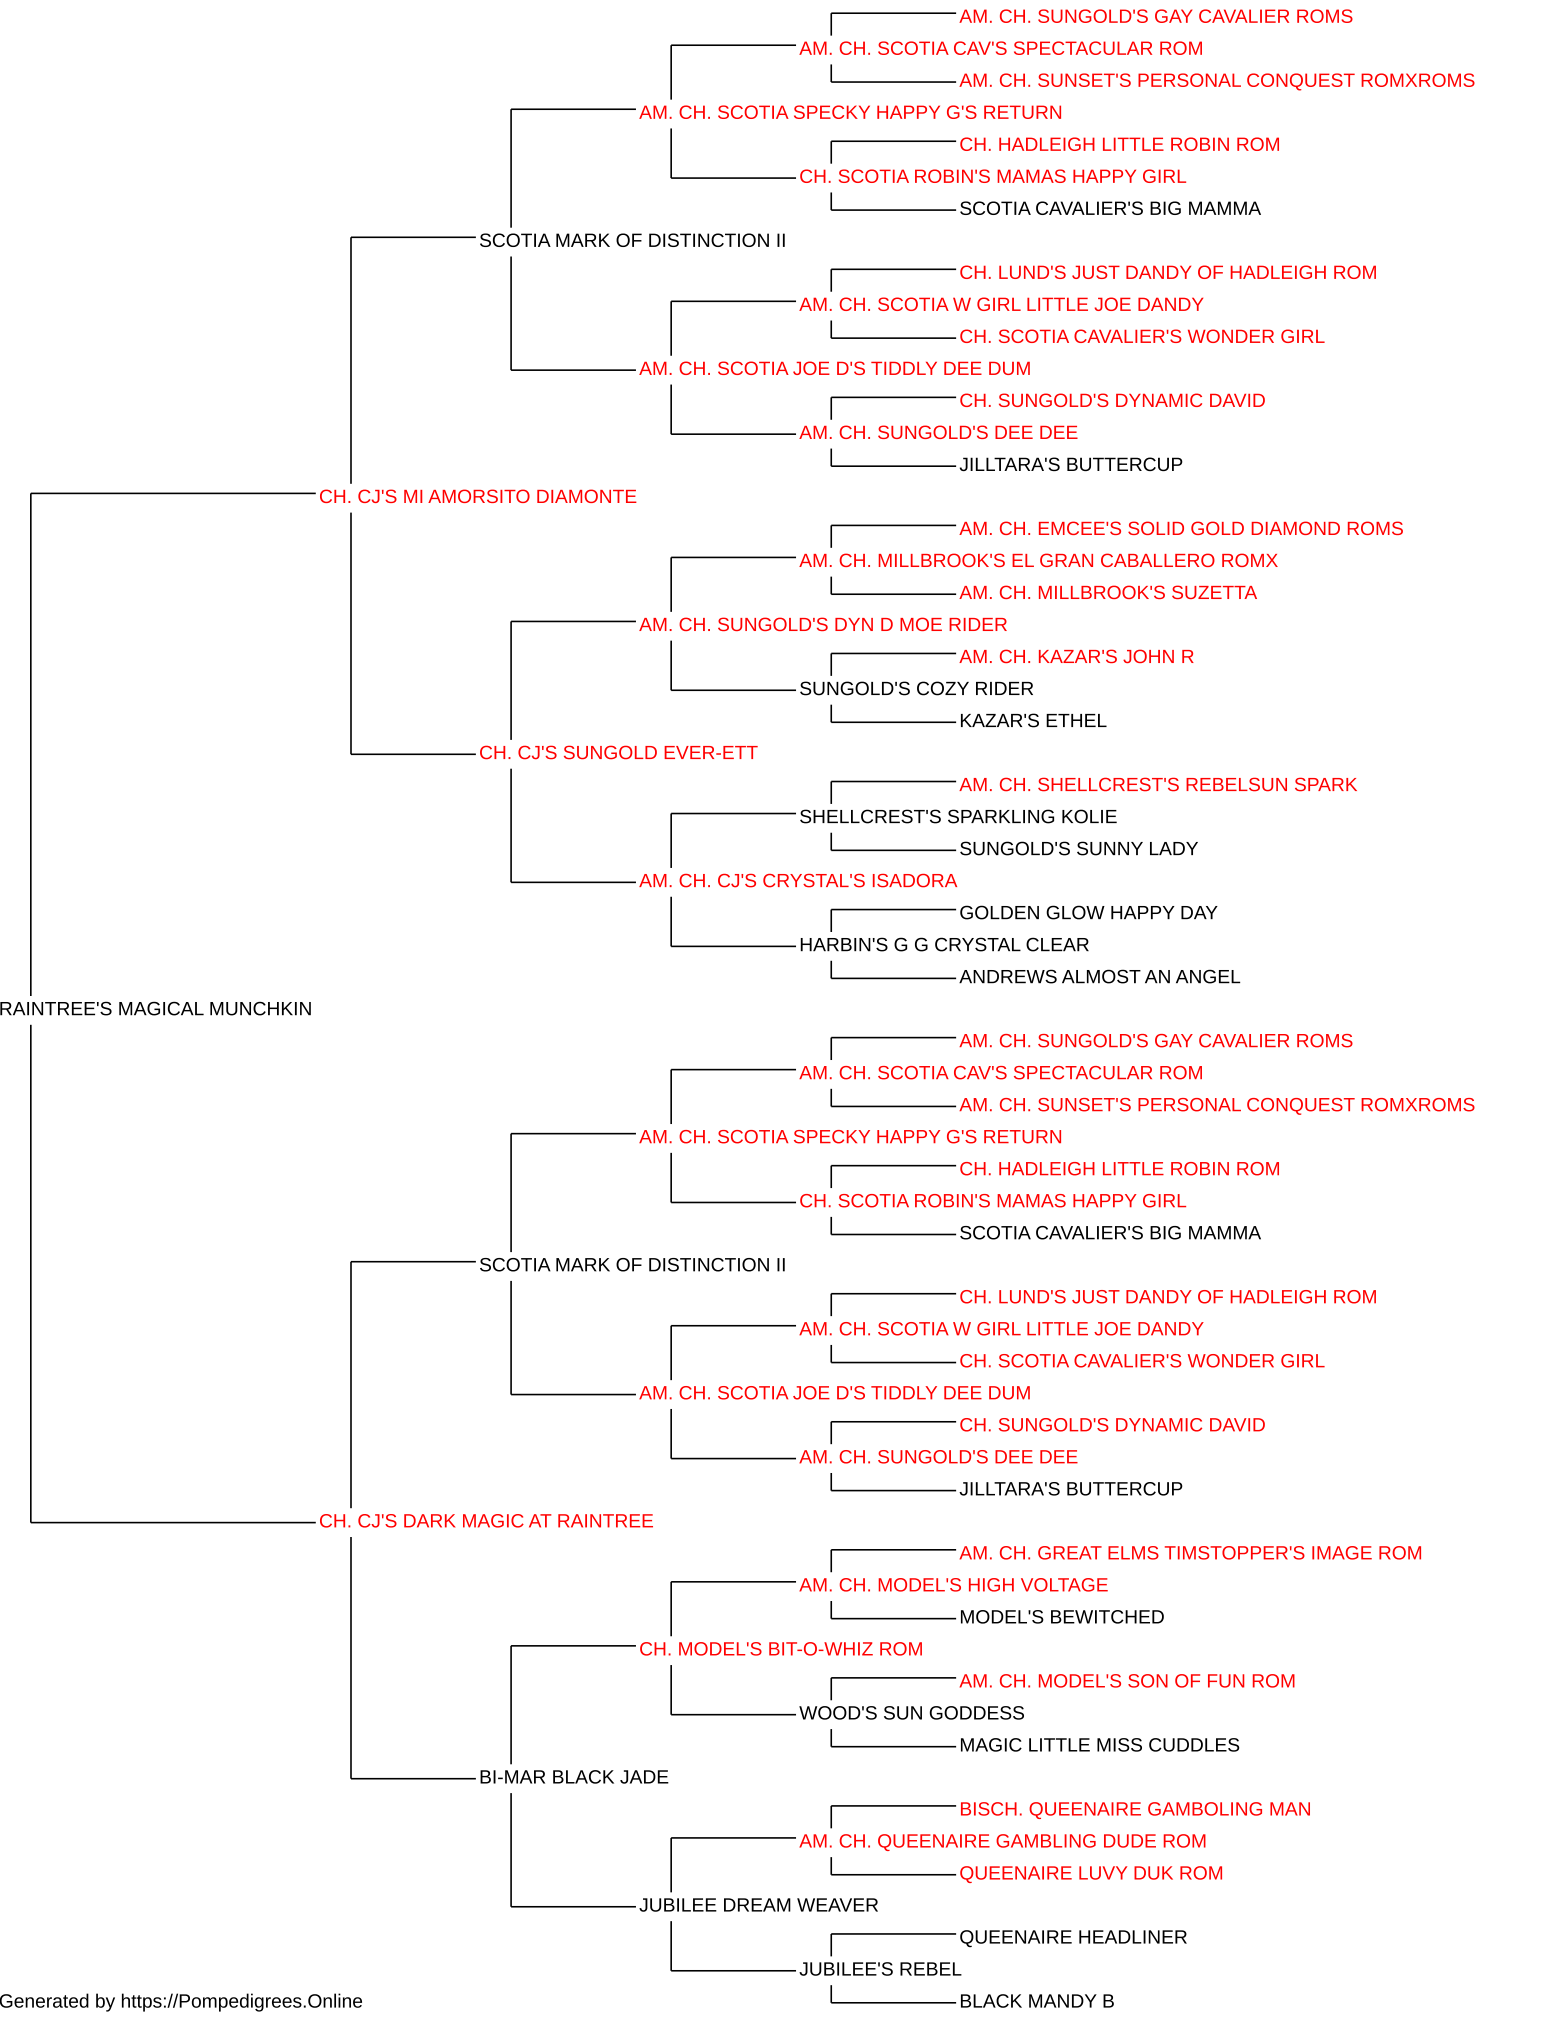 AM. CH. SUNGOLD'S GAY CAVALIER ROMS
AM. CH. SCOTIA CAV'S SPECTACULAR ROM
AM. CH. SUNSET'S PERSONAL CONQUEST ROMXROMS
AM. CH. SCOTIA SPECKY HAPPY G'S RETURN
CH. HADLEIGH LITTLE ROBIN ROM
CH. SCOTIA ROBIN'S MAMAS HAPPY GIRL
SCOTIA CAVALIER'S BIG MAMMA
SCOTIA MARK OF DISTINCTION II
CH. LUND'S JUST DANDY OF HADLEIGH ROM
AM. CH. SCOTIA W GIRL LITTLE JOE DANDY
CH. SCOTIA CAVALIER'S WONDER GIRL
AM. CH. SCOTIA JOE D'S TIDDLY DEE DUM
CH. SUNGOLD'S DYNAMIC DAVID
AM. CH. SUNGOLD'S DEE DEE
JILLTARA'S BUTTERCUP
CH. CJ'S MI AMORSITO DIAMONTE
AM. CH. EMCEE'S SOLID GOLD DIAMOND ROMS
AM. CH. MILLBROOK'S EL GRAN CABALLERO ROMX
AM. CH. MILLBROOK'S SUZETTA
AM. CH. SUNGOLD'S DYN D MOE RIDER
AM. CH. KAZAR'S JOHN R
SUNGOLD'S COZY RIDER
KAZAR'S ETHEL
CH. CJ'S SUNGOLD EVER-ETT
AM. CH. SHELLCREST'S REBELSUN SPARK
SHELLCREST'S SPARKLING KOLIE
SUNGOLD'S SUNNY LADY
AM. CH. CJ'S CRYSTAL'S ISADORA
GOLDEN GLOW HAPPY DAY
HARBIN'S G G CRYSTAL CLEAR
ANDREWS ALMOST AN ANGEL
RAINTREE'S MAGICAL MUNCHKIN
AM. CH. SUNGOLD'S GAY CAVALIER ROMS
AM. CH. SCOTIA CAV'S SPECTACULAR ROM
AM. CH. SUNSET'S PERSONAL CONQUEST ROMXROMS
AM. CH. SCOTIA SPECKY HAPPY G'S RETURN
CH. HADLEIGH LITTLE ROBIN ROM
CH. SCOTIA ROBIN'S MAMAS HAPPY GIRL
SCOTIA CAVALIER'S BIG MAMMA
SCOTIA MARK OF DISTINCTION II
CH. LUND'S JUST DANDY OF HADLEIGH ROM
AM. CH. SCOTIA W GIRL LITTLE JOE DANDY
CH. SCOTIA CAVALIER'S WONDER GIRL
AM. CH. SCOTIA JOE D'S TIDDLY DEE DUM
CH. SUNGOLD'S DYNAMIC DAVID
AM. CH. SUNGOLD'S DEE DEE
JILLTARA'S BUTTERCUP
CH. CJ'S DARK MAGIC AT RAINTREE
AM. CH. GREAT ELMS TIMSTOPPER'S IMAGE ROM
AM. CH. MODEL'S HIGH VOLTAGE
MODEL'S BEWITCHED
CH. MODEL'S BIT-O-WHIZ ROM
AM. CH. MODEL'S SON OF FUN ROM
WOOD'S SUN GODDESS
MAGIC LITTLE MISS CUDDLES
BI-MAR BLACK JADE
BISCH. QUEENAIRE GAMBOLING MAN
AM. CH. QUEENAIRE GAMBLING DUDE ROM
QUEENAIRE LUVY DUK ROM
JUBILEE DREAM WEAVER
QUEENAIRE HEADLINER
JUBILEE'S REBEL
BLACK MANDY B
Generated by https://Pompedigrees.Online